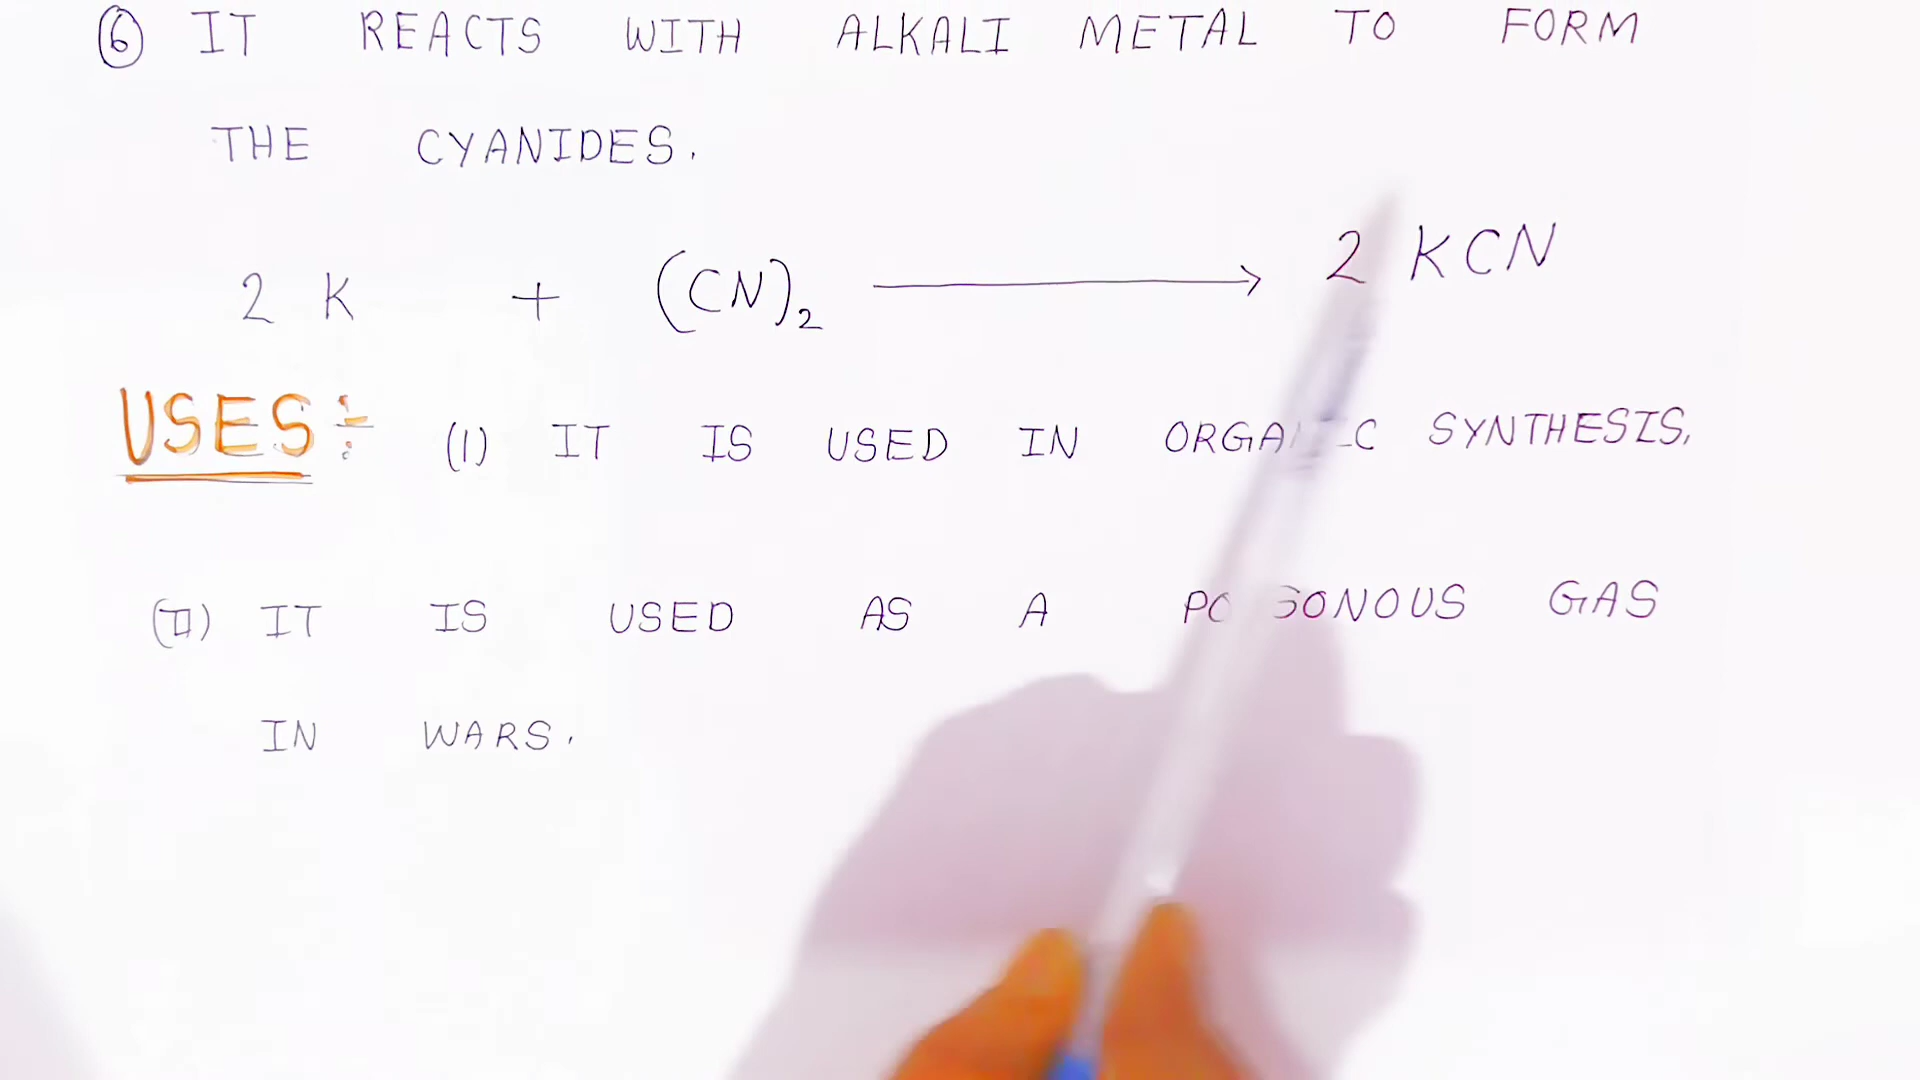 ⑥ IT REACTS WITH ALKALI METAL TO FORM
THE CYANIDES.
2 K + (CN)₂ ⟶ 2 KCN
USES :- (I) IT IS USED IN SYNTHESIS.
(II) IT IS USED AS A GAS
IN WARS.